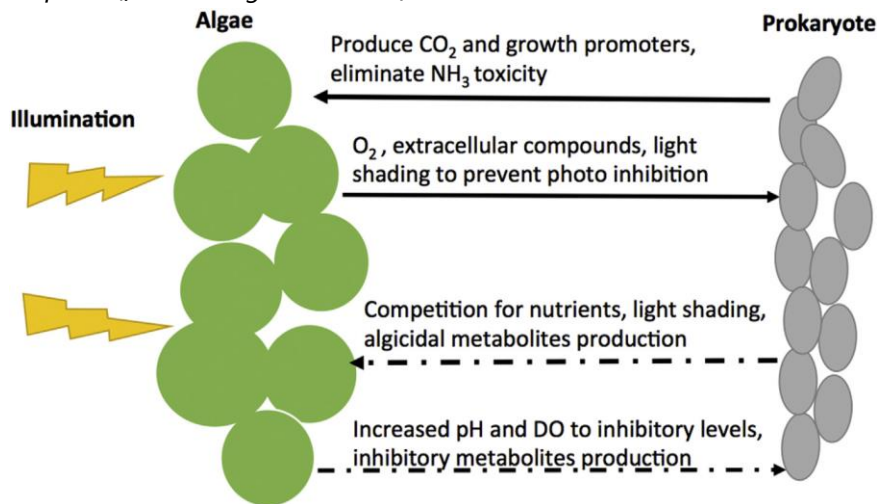 Algae
Prokaryote
Produce CO₂ and growth promoters,
eliminate NH₃ toxicity
Illumination
O₂ , extracellular compounds, light
shading to prevent photo inhibition
Competition for nutrients, light shading,
algicidal metabolites production
Increased pH and DO to inhibitory levels,
inhibitory metabolites production